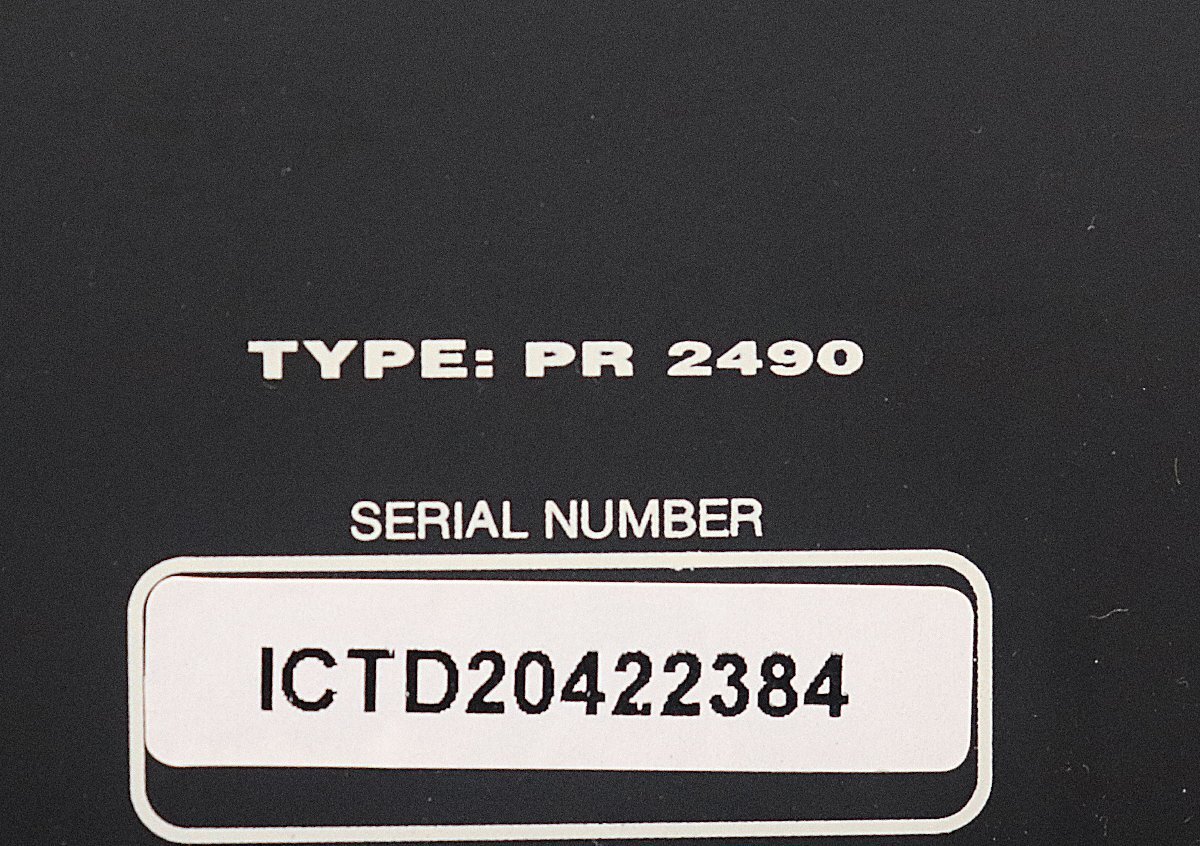 TYPE: PR 2490
SERIAL NUMBER
ICTD20422384